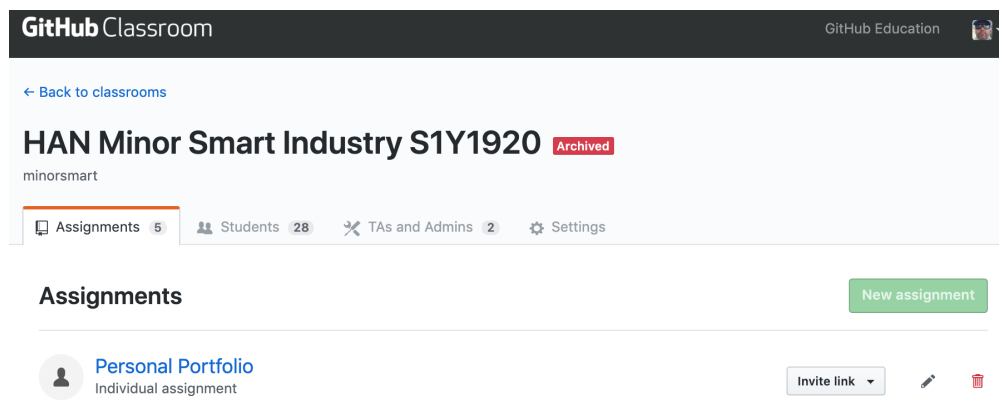 GitHub Classroom
GitHub Education
← Back to classrooms
HAN Minor Smart Industry S1Y1920 Archived
minorsmart
Assignments 5 Students 28 TAs and Admins 2 Settings
Assignments
New assignment
Personal Portfolio
Individual assignment
Invite link